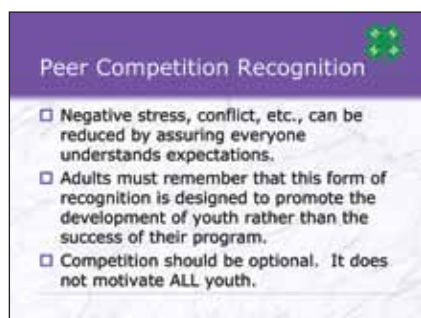 Peer Competition Recognition
Negative stress, conflict, etc., can be
reduced by assuring everyone
understands expectations.
Adults must remember that this form of
recognition is designed to promote the
development of youth rather than the
success of their program.
Competition should be optional. It does
not motivate ALL youth.